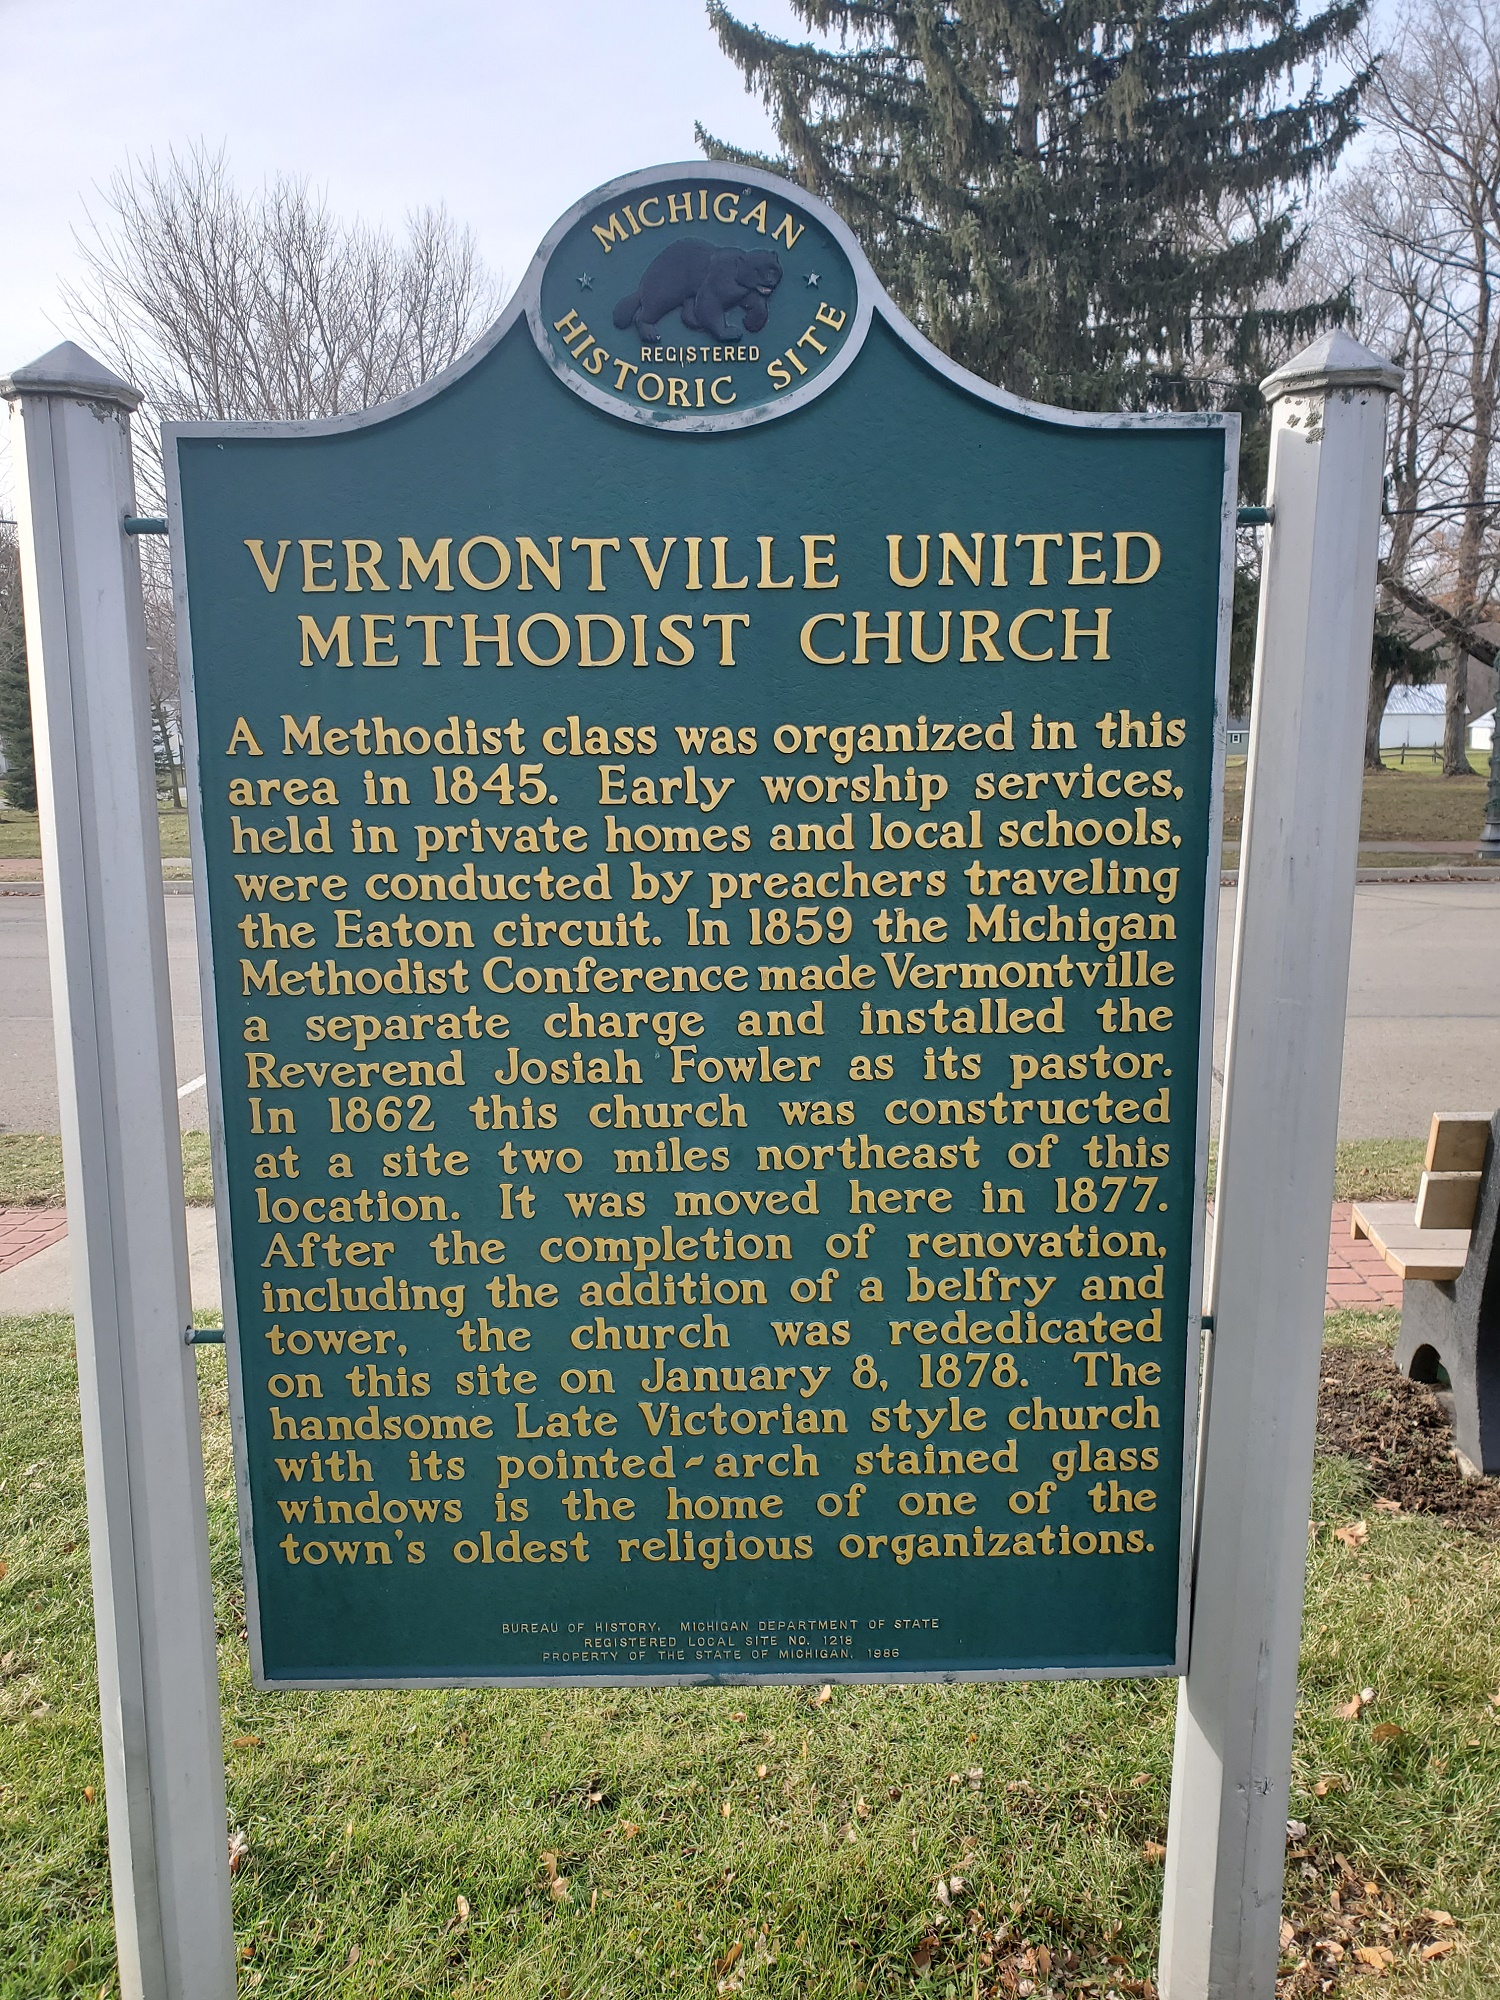 MICHIGAN
REGISTERED
HISTORIC SITE
VERMONTVILLE UNITED
METHODIST CHURCH
A Methodist class was organized in this
area in 1845. Early worship services,
held in private homes and local schools,
were conducted by preachers traveling
the Eaton circuit. In 1859 the Michigan
Methodist Conference made Vermontville
a separate charge and installed the
Reverend Josiah Fowler as its pastor.
In 1862 this church was constructed
at a site two miles northeast of this
location. It was moved here in 1877.
After the completion of renovation,
including the addition of a belfry and
tower, the church was rededicated
on this site on January 8, 1878. The
handsome Late Victorian style church
with its pointed-arch stained glass
windows is the home of one of the
town's oldest religious organizations.
BUREAU OF HISTORY, MICHIGAN DEPARTMENT OF STATE
REGISTERED LOCAL SITE NO. 1218
PROPERTY OF THE STATE OF MICHIGAN, 1986